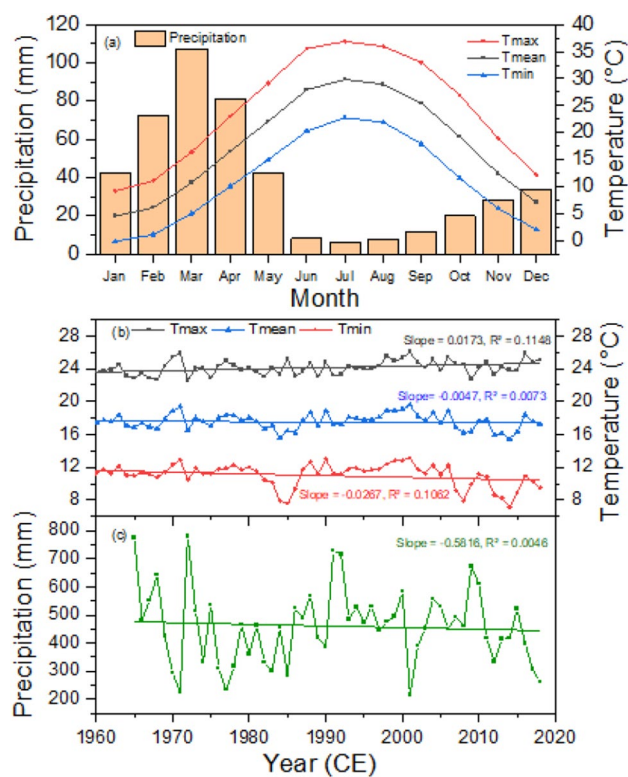 (a) Precipitation Tmax
Tmean
Tmin
Precipitation (mm)
120
100
80
60
40
20
0
Temperature (°C)
40
35
30
25
20
15
10
5
0
Jan Feb Mar Apr May Jun Jul Aug Sep Oct Nov Dec
Month
(b) Tmax Tmean Tmin
28
24
20
16
12
8
28
24
20
16
12
8
Temperature (°C)
Slope = 0.0173, R² = 0.1148
Slope= -0.0047, R² = 0.0073
Slope = -0.0267, R² = 0.1062
(c)
Slope = -0.5816, R² = 0.0046
Precipitation (mm)
800
700
600
500
400
300
200
1960 1970 1980 1990 2000 2010 2020
Year (CE)